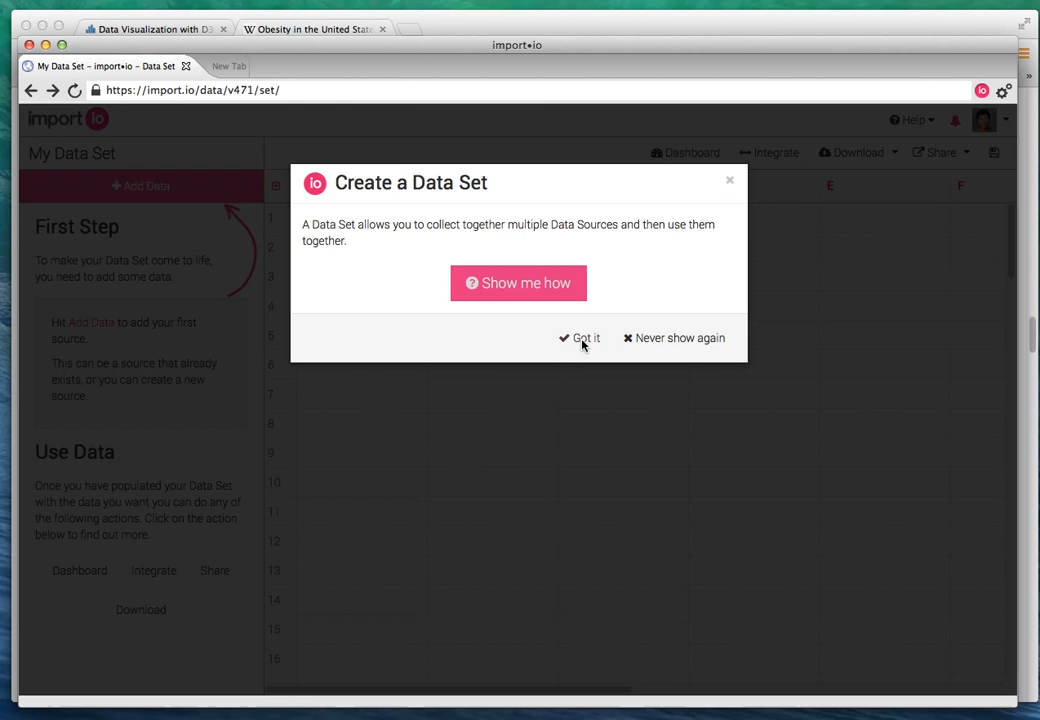 Data Visualization with D3
Obesity in the United State
import•io
My Data Set – import•io – Data Set
New Tab
https://import.io/data/v471/set/
io
import io
Help
My Data Set
Dashboard
Integrate
Download
Share
+ Add Data
E
F
io Create a Data Set
A Data Set allows you to collect together multiple Data Sources and then use them
together.
Show me how
Got it
Never show again
First Step
To make your Data Set come to life,
you need to add some data.
Hit Add Data to add your first
source.
This can be a source that already
exists, or you can create a new
source.
Use Data
Once you have populated your Data Set
with the data you want you can do any of
the following actions. Click on the action
below to find out more.
Dashboard Integrate Share
Download
1
2
3
4
5
6
7
8
9
10
11
12
13
14
15
16